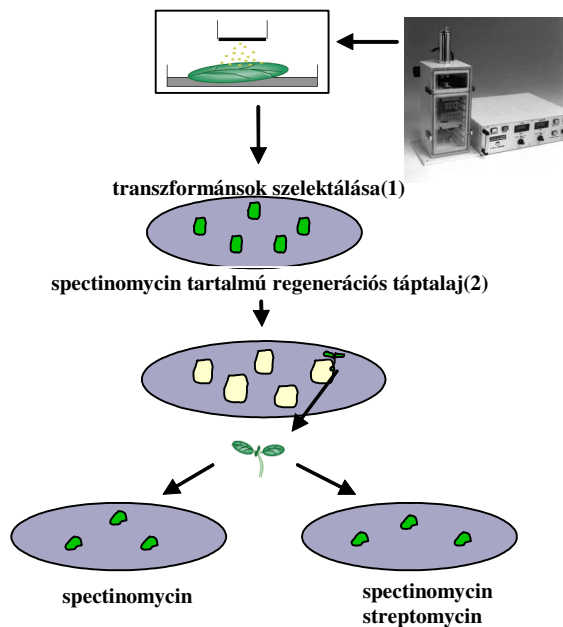 transzformánsok szelektálása(1)
spectinomycin tartalmú regenerációs táptalaj(2)
spectinomycin
spectinomycin
streptomycin